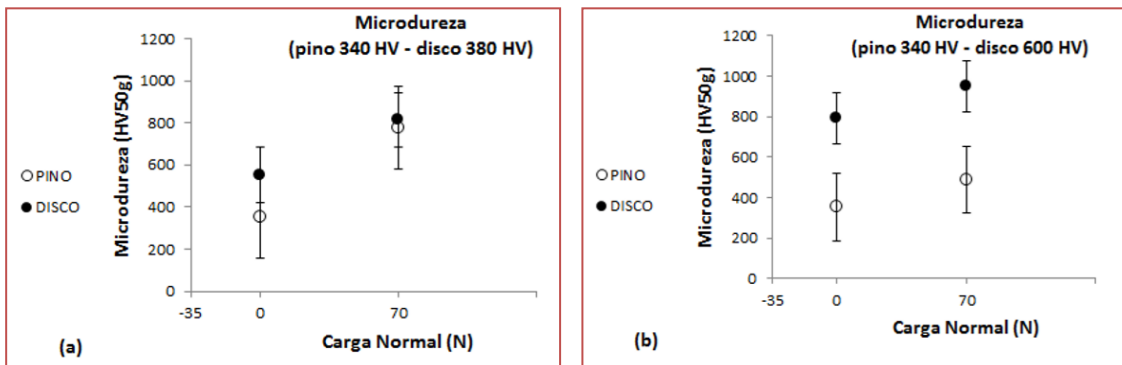 Microdureza
(pino 340 HV - disco 380 HV)
1200
1000
800
600
400
200
0
-35
0
70
Microdureza (HV50g)
Carga Normal (N)
PINO
DISCO
(a)
Microdureza
(pino 340 HV - disco 600 HV)
1200
1000
800
600
400
200
0
-35
0
70
Microdureza (HV50g)
Carga Normal (N)
PINO
DISCO
(b)